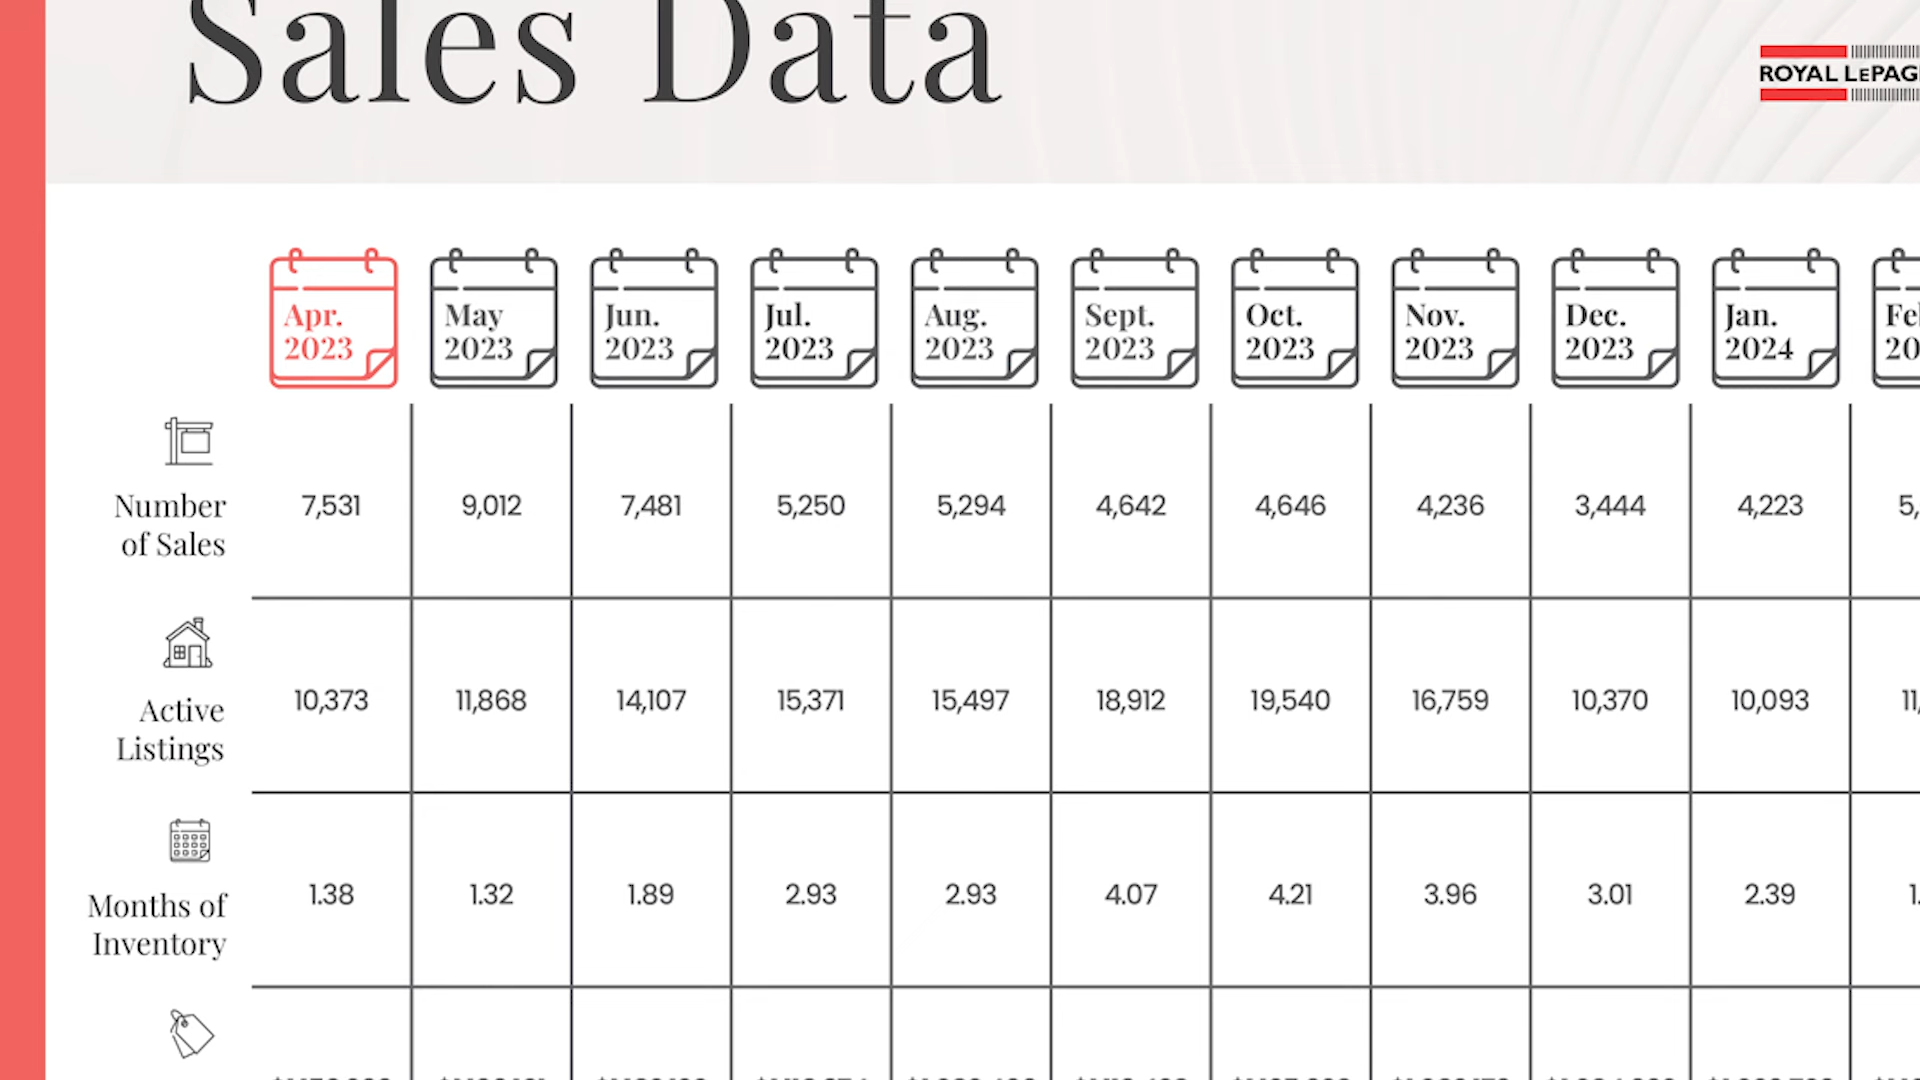 Sales Data
ROYAL LEPAG
Apr. 2023
May 2023
Jun. 2023
Jul. 2023
Aug. 2023
Sept. 2023
Oct. 2023
Nov. 2023
Dec. 2023
Jan. 2024
Number of Sales
7,531 9,012 7,481 5,250 5,294 4,642 4,646 4,236 3,444 4,223
Active Listings
10,373 11,868 14,107 15,371 15,497 18,912 19,540 16,759 10,370 10,093
Months of Inventory
1.38 1.32 1.89 2.93 2.93 4.07 4.21 3.96 3.01 2.39